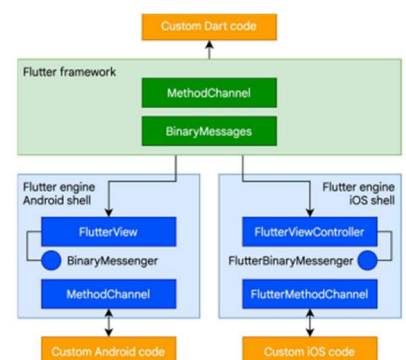 Custom Dart code
Flutter framework
MethodChannel
BinaryMessages
Flutter engine
Android shell
FlutterView
BinaryMessenger
MethodChannel
Custom Android code
Flutter engine
iOS shell
FlutterViewController
FlutterBinaryMessenger
FlutterMethodChannel
Custom iOS code